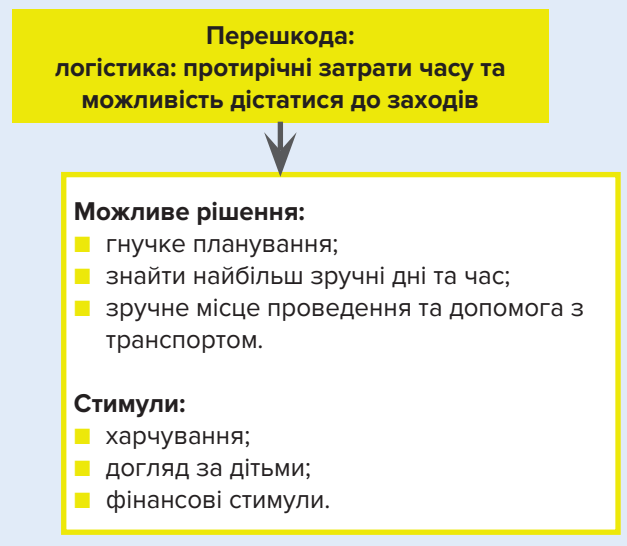 Перешкода:
логістика: протирічні затрати часу та
можливість дістатися до заходів
Можливе рішення:
гнучке планування;
знайти найбільш зручні дні та час;
зручне місце проведення та допомога з
транспортом.
Стимули:
харчування;
догляд за дітьми;
фінансові стимули.